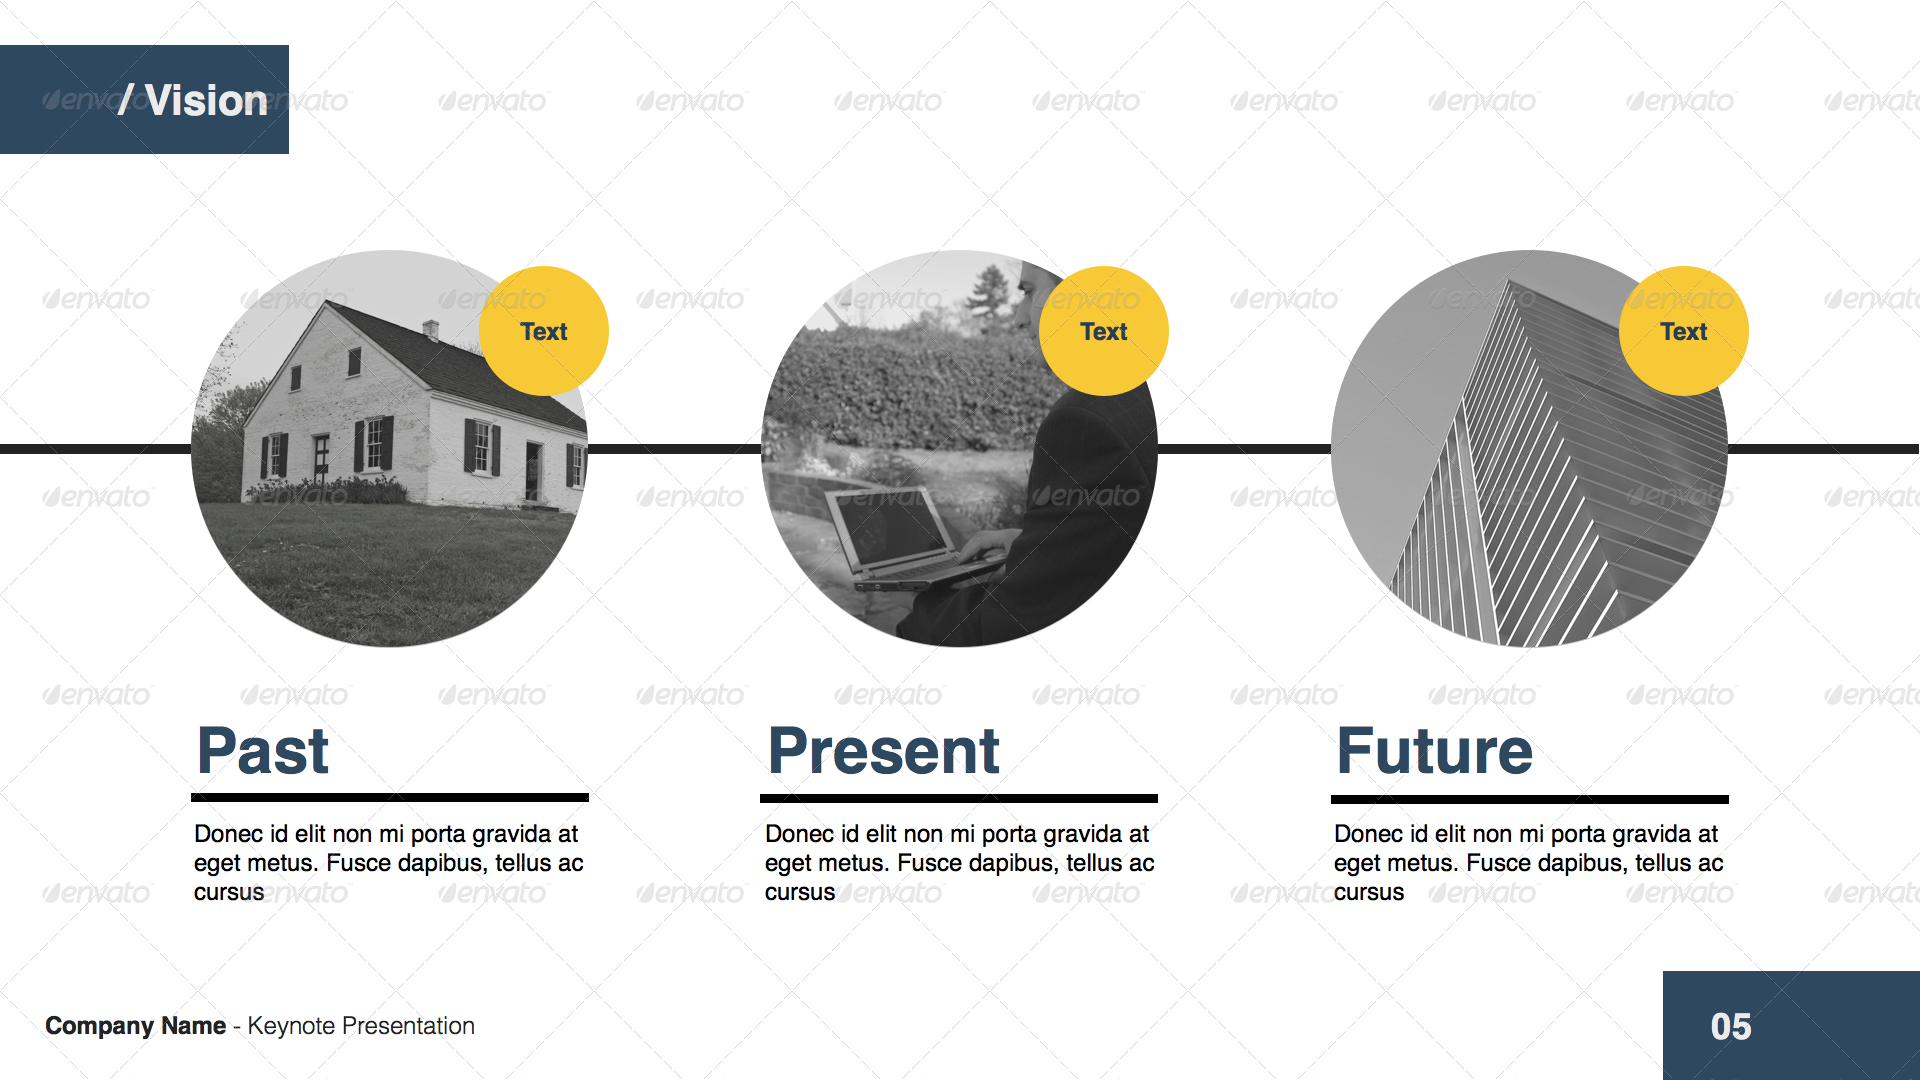 / Vision
Text
Text
Text
Past
Donec id elit non mi porta gravida at
eget metus. Fusce dapibus, tellus ac
cursus
Present
Donec id elit non mi porta gravida at
eget metus. Fusce dapibus, tellus ac
cursus
Future
Donec id elit non mi porta gravida at
eget metus. Fusce dapibus, tellus ac
cursus
Company Name - Keynote Presentation
05
envato